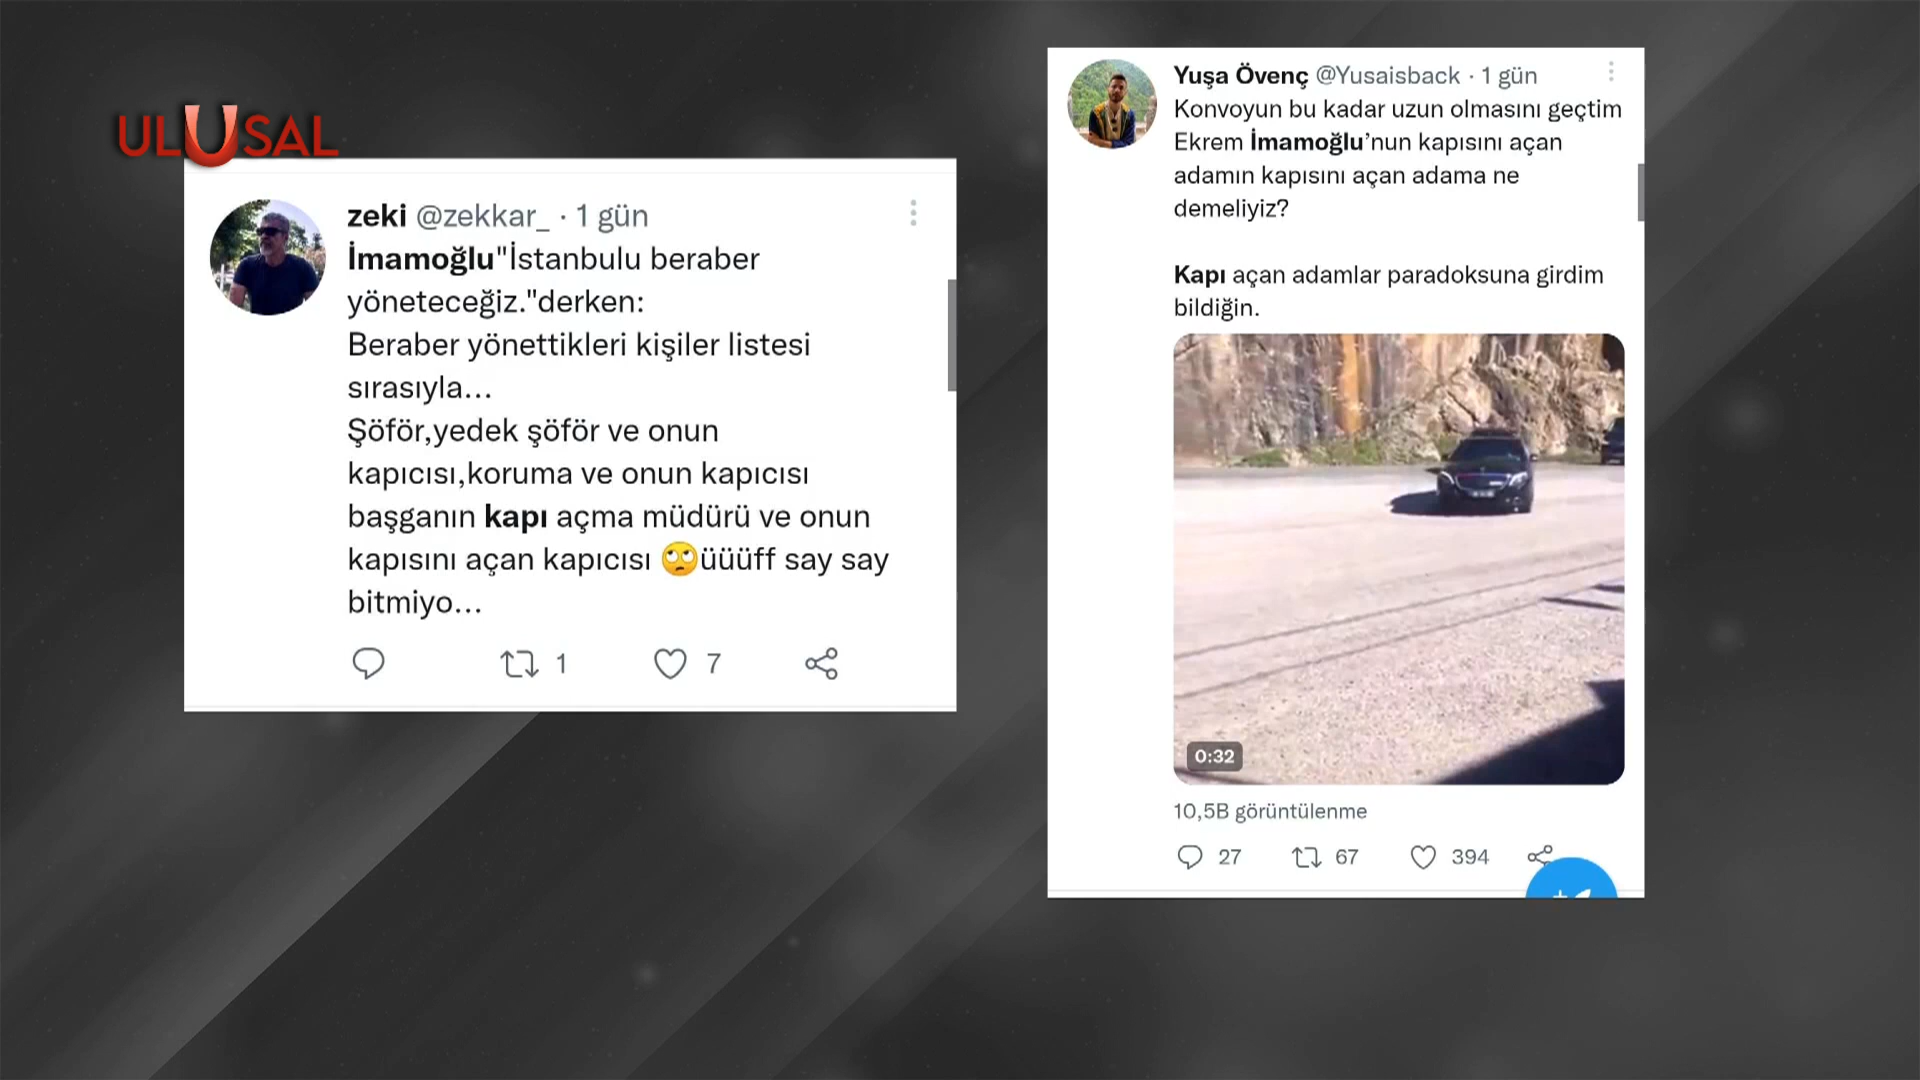 ULUSAL
zeki @zekkar_ · 1 gün
İmamoğlu"İstanbulu beraber
yöneteceğiz."derken:
Beraber yönettikleri kişiler listesi
sırasıyla...
Şöför,yedek şöför ve onun
kapıcısı,koruma ve onun kapıcısı
başganın kapı açma müdürü ve onun
kapısını açan kapıcısı 🙄üüüff say say
bitmiyo...
1 7
Yuşa Övenç @Yusaisback · 1 gün
Konvoyun bu kadar uzun olmasını geçtim
Ekrem İmamoğlu’nun kapısını açan
adamın kapısını açan adama ne
demeliyiz?
Kapı açan adamlar paradoksuna girdim
bildiğin.
0:32
10,5B görüntülenme
27 67 394